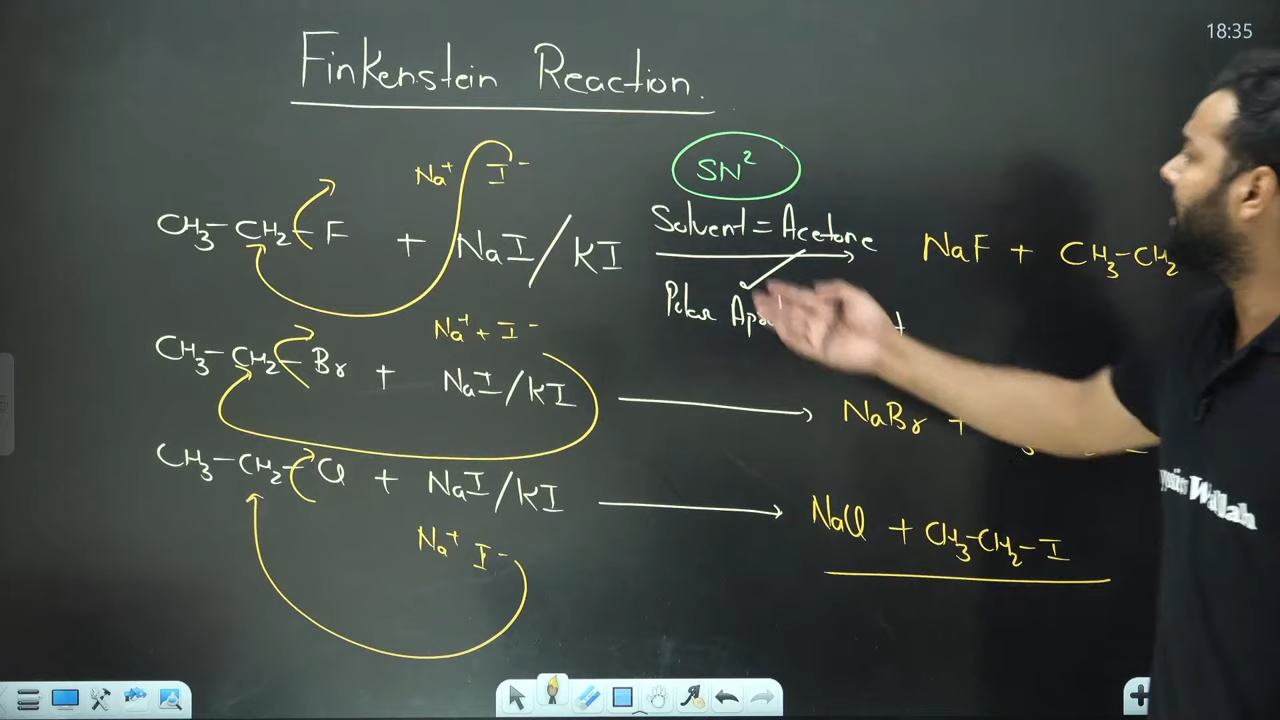 18:35
Finkenstein Reaction.
Na⁺ I⁻
SN²
CH₃-CH₂-F + NaI/KI
Solvent = Acetone
NaF + CH₃-CH₂
Polar
Na⁺ + I⁻
CH₃-CH₂-Br + NaI/KI → NaBr +
CH₃-CH₂-Cl + NaI/KI → NaCl + CH₃-CH₂-I
Na⁺ I⁻
Wallah